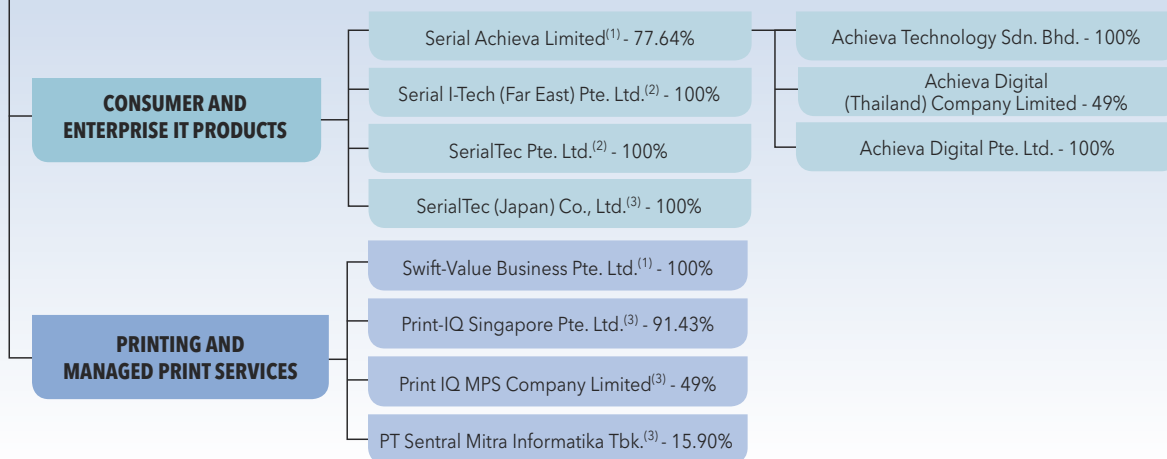 CONSUMER AND
ENTERPRISE IT PRODUCTS
Serial Achieva Limited(1) - 77.64%
Serial I-Tech (Far East) Pte. Ltd.(2) - 100%
SerialTec Pte. Ltd.(2) - 100%
SerialTec (Japan) Co., Ltd.(3) - 100%
Achieva Technology Sdn. Bhd. - 100%
Achieva Digital
(Thailand) Company Limited - 49%
Achieva Digital Pte. Ltd. - 100%
PRINTING AND
MANAGED PRINT SERVICES
Swift-Value Business Pte. Ltd.(1) - 100%
Print-IQ Singapore Pte. Ltd.(3) - 91.43%
Print IQ MPS Company Limited(3) - 49%
PT Sentral Mitra Informatika Tbk.(3) - 15.90%